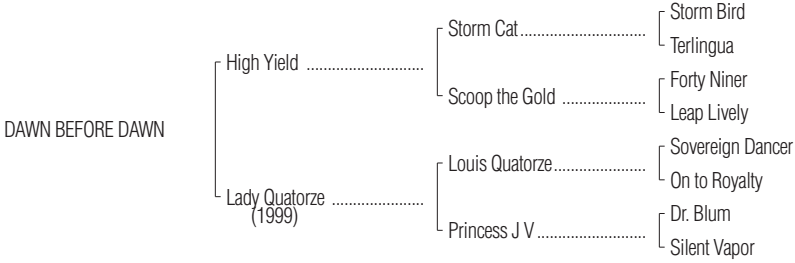 Storm Bird
Storm Cat..............................
Terlingua
High Yield ............................
Forty Niner
Scoop the Gold ....................
Leap Lively
DAWN BEFORE DAWN
Sovereign Dancer
Louis Quatorze......................
On to Royalty
Lady Quatorze ......................
(1999)
Dr. Blum
Princess J V..........................
Silent Vapor